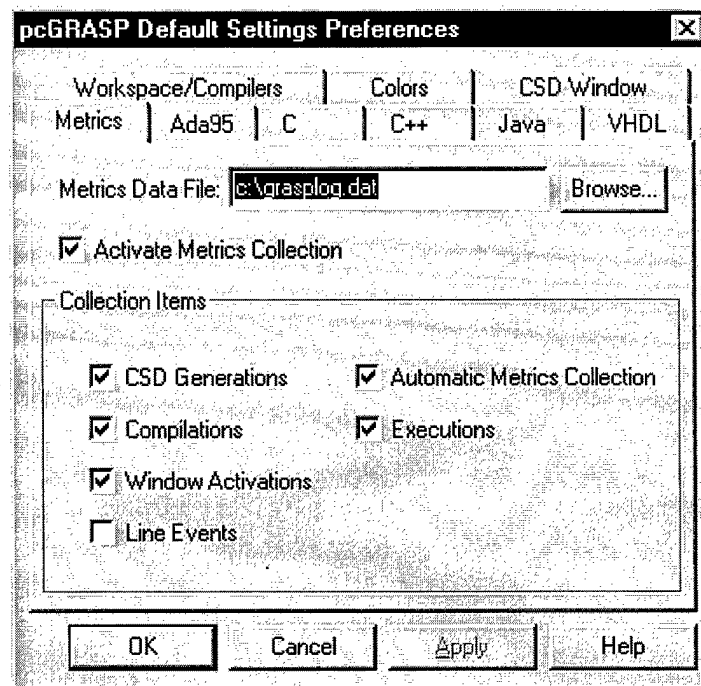 pcGRASP Default Settings Preferences
Workspace/Compilers Colors CSD Window
Metrics Ada95 C C++ Java VHDL
Metrics Data File: c:\grasplog.dat Browse...
Activate Metrics Collection
Collection Items
CSD Generations Automatic Metrics Collection
Compilations Executions
Window Activations
Line Events
OK Cancel Apply Help